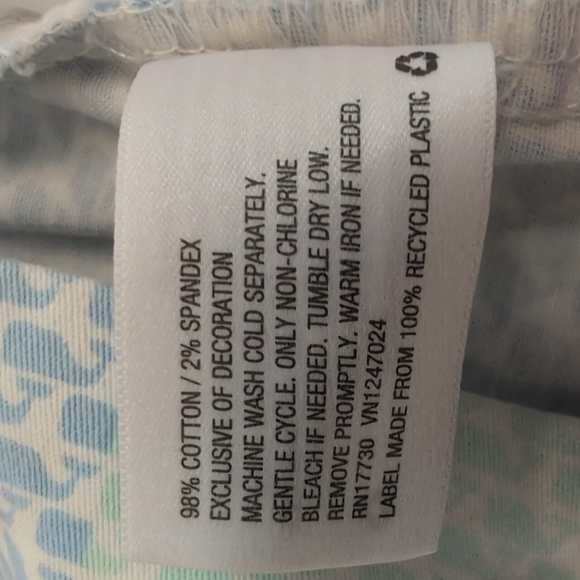 98% COTTON / 2% SPANDEX
EXCLUSIVE OF DECORATION
MACHINE WASH COLD SEPARATELY.
GENTLE CYCLE. ONLY NON-CHLORINE
BLEACH IF NEEDED. TUMBLE DRY LOW.
REMOVE PROMPTLY. WARM IRON IF NEEDED.
RN17730 VN1247024
LABEL MADE FROM 100% RECYCLED PLASTIC